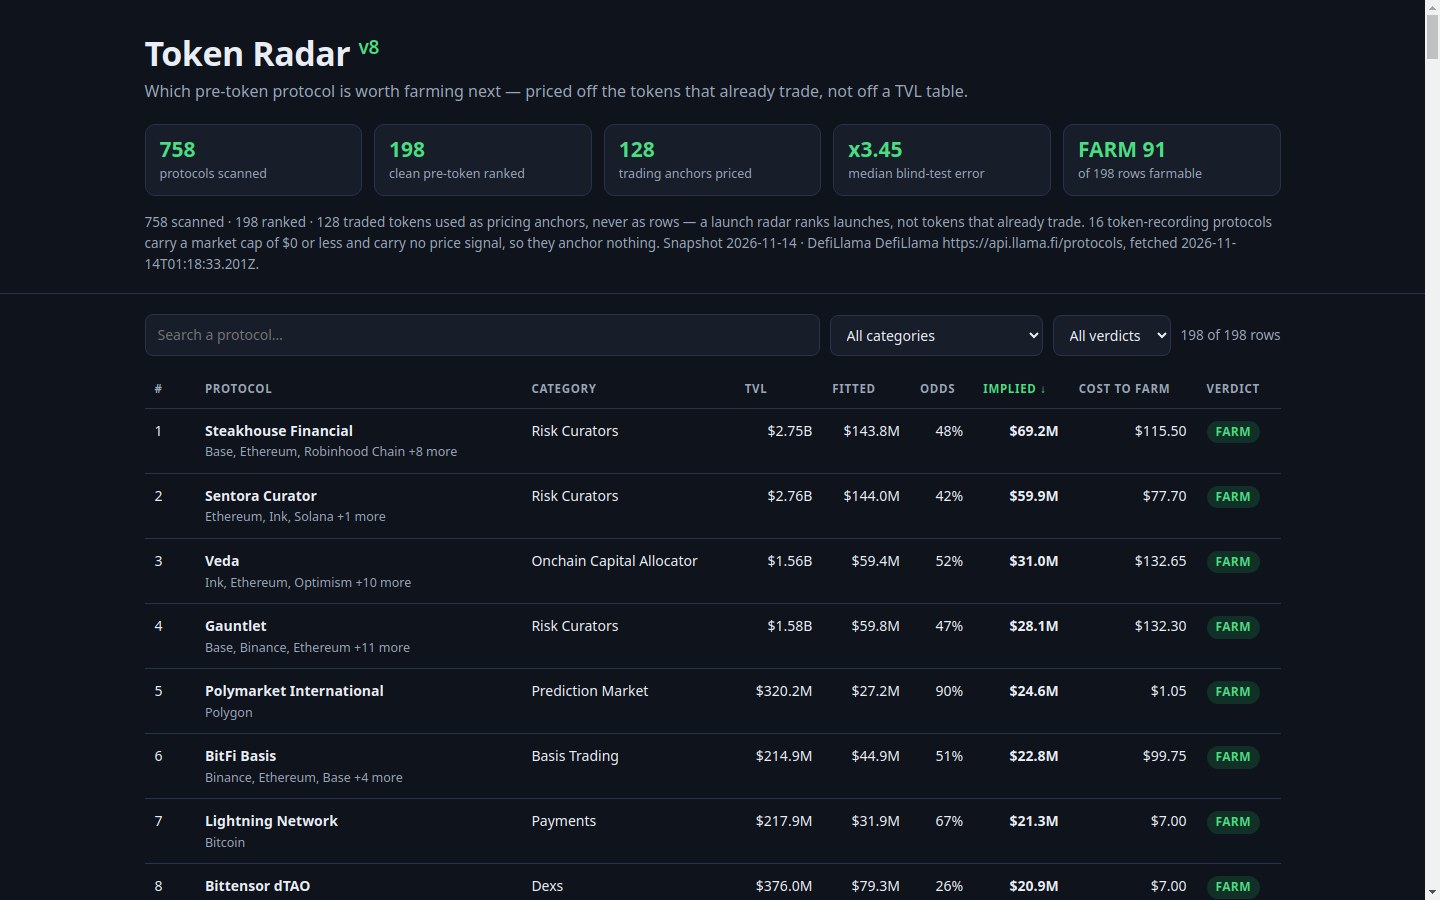 Token Radar v8
Which pre-token protocol is worth farming next — priced off the tokens that already trade, not off a TVL table.
758
protocols scanned
198
clean pre-token ranked
128
trading anchors priced
x3.45
median blind-test error
FARM 91
of 198 rows farmable
758 scanned · 198 ranked · 128 traded tokens used as pricing anchors, never as rows — a launch radar ranks launches, not tokens that already trade. 16 token-recording protocols
carry a market cap of $0 or less and carry no price signal, so they anchor nothing. Snapshot 2026-11-14 · DefiLlama DefiLlama https://api.llama.fi/protocols, fetched 2026-11-
14T01:18:33.201Z.
Search a protocol...
All categories
All verdicts
198 of 198 rows
# PROTOCOL CATEGORY TVL FITTED ODDS IMPLIED ↓ COST TO FARM VERDICT
1 Steakhouse Financial Risk Curators $2.75B $143.8M 48% $69.2M $115.50 FARM
Base, Ethereum, Robinhood Chain +8 more
2 Sentora Curator Risk Curators $2.76B $144.0M 42% $59.9M $77.70 FARM
Ethereum, Ink, Solana +1 more
3 Veda Onchain Capital Allocator $1.56B $59.4M 52% $31.0M $132.65 FARM
Ink, Ethereum, Optimism +10 more
4 Gauntlet Risk Curators $1.58B $59.8M 47% $28.1M $132.30 FARM
Base, Binance, Ethereum +11 more
5 Polymarket International Prediction Market $320.2M $27.2M 90% $24.6M $1.05 FARM
Polygon
6 BitFi Basis Basis Trading $214.9M $44.9M 51% $22.8M $99.75 FARM
Binance, Ethereum, Base +4 more
7 Lightning Network Payments $217.9M $31.9M 67% $21.3M $7.00 FARM
Bitcoin
8 Bittensor dTAO Dexs $376.0M $79.3M 26% $20.9M $7.00 FARM